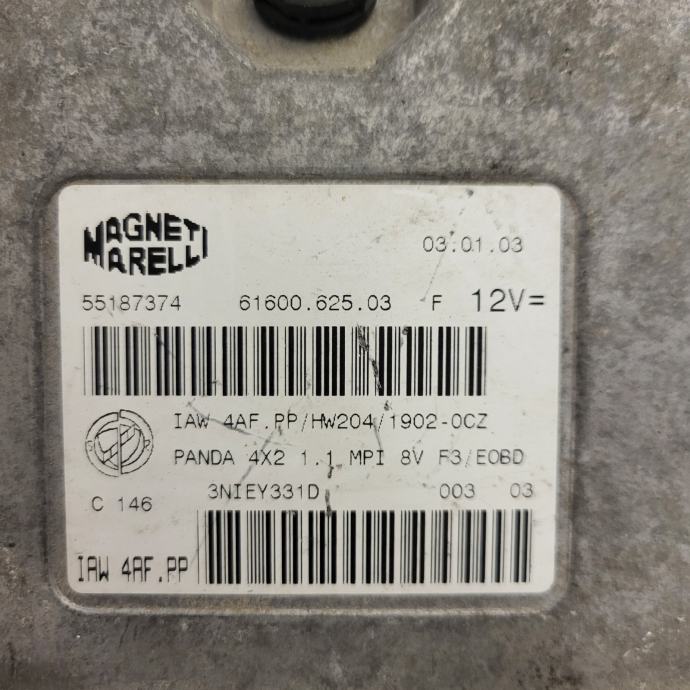 MAGNETI
MARELLI
03.01.03
55187374 61600.625.03 F 12V=
IAW 4AF.PP/HW204/1902-0CZ
PANDA 4X2 1.1 MPI 8V F3/EOBD
C 146 3NIEY331D 003 03
IAW 4AF.PP